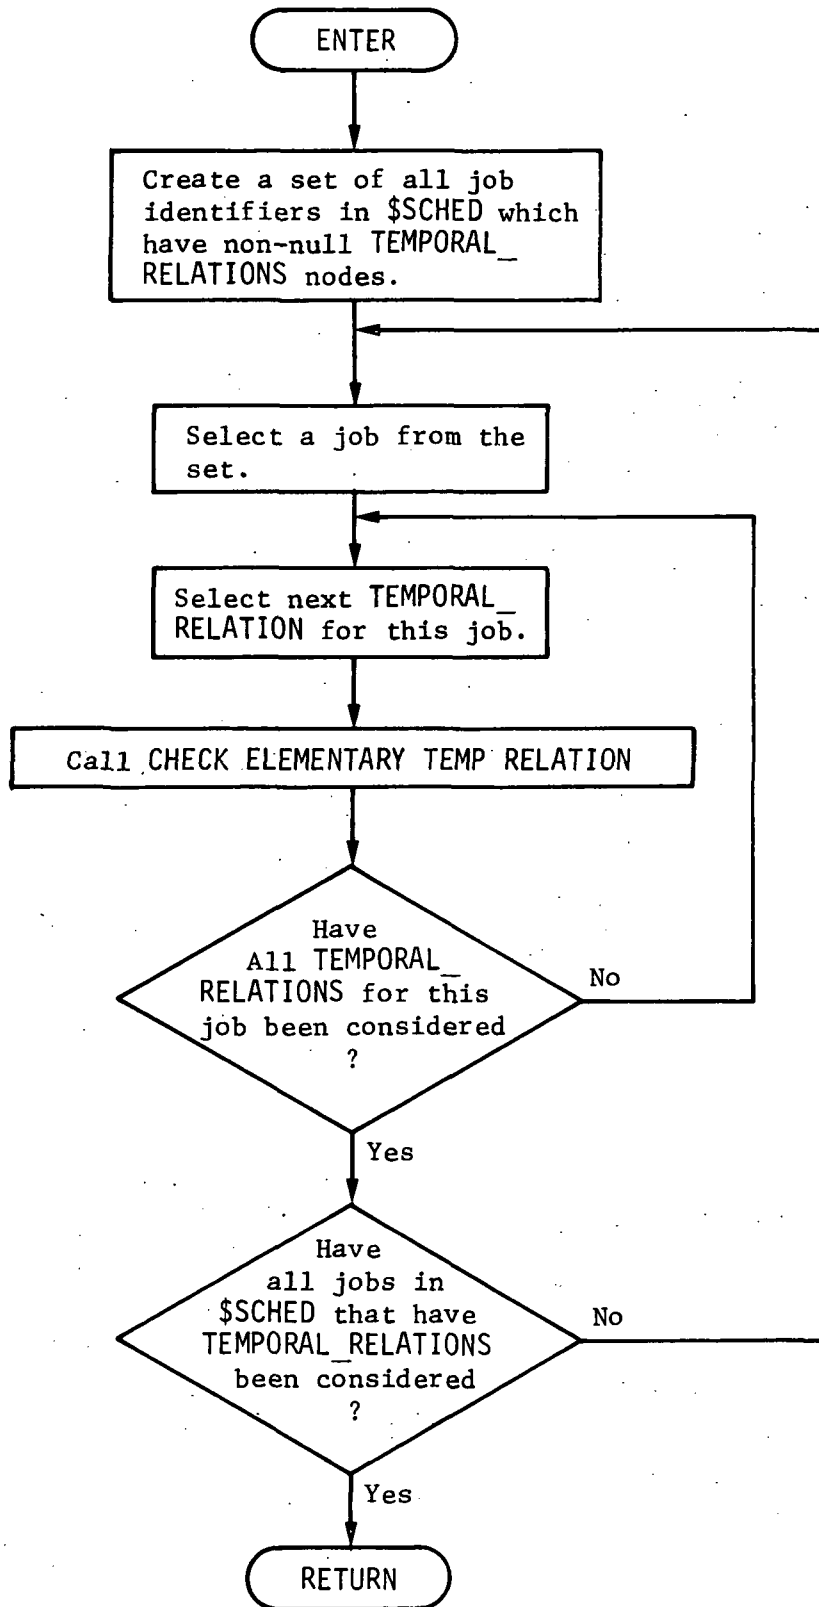 ENTER
Create a set of all job
identifiers in $SCHED which
have non-null TEMPORAL_
RELATIONS nodes.
Select a job from the
set.
Select next TEMPORAL_
RELATION for this job.
Call CHECK ELEMENTARY TEMP RELATION
Have
All TEMPORAL_
RELATIONS for this
job been considered
?
No
Yes
Have
all jobs in
$SCHED that have
TEMPORAL_RELATIONS
been considered
?
No
Yes
RETURN